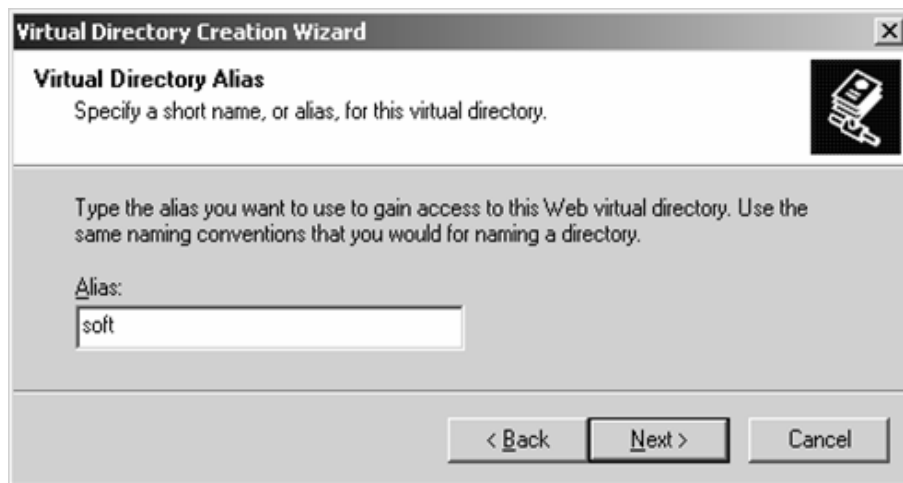 Virtual Directory Creation Wizard
Virtual Directory Alias
Specify a short name, or alias, for this virtual directory.
Type the alias you want to use to gain access to this Web virtual directory. Use the
same naming conventions that you would for naming a directory.
Alias:
soft
< Back Next > Cancel